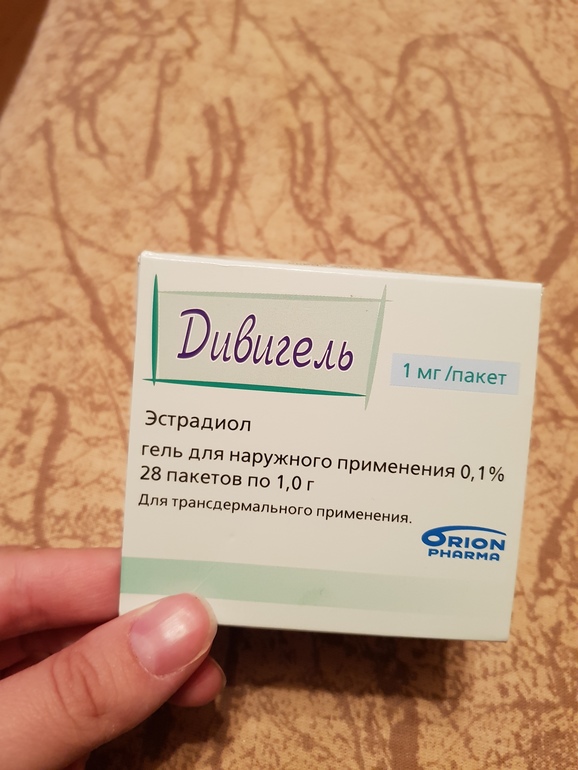 Дивигель
1 мг /пакет
Эстрадиол
гель для наружного применения 0,1%
28 пакетов по 1,0 г
Для трансдермального применения.
ORION
PHARMA